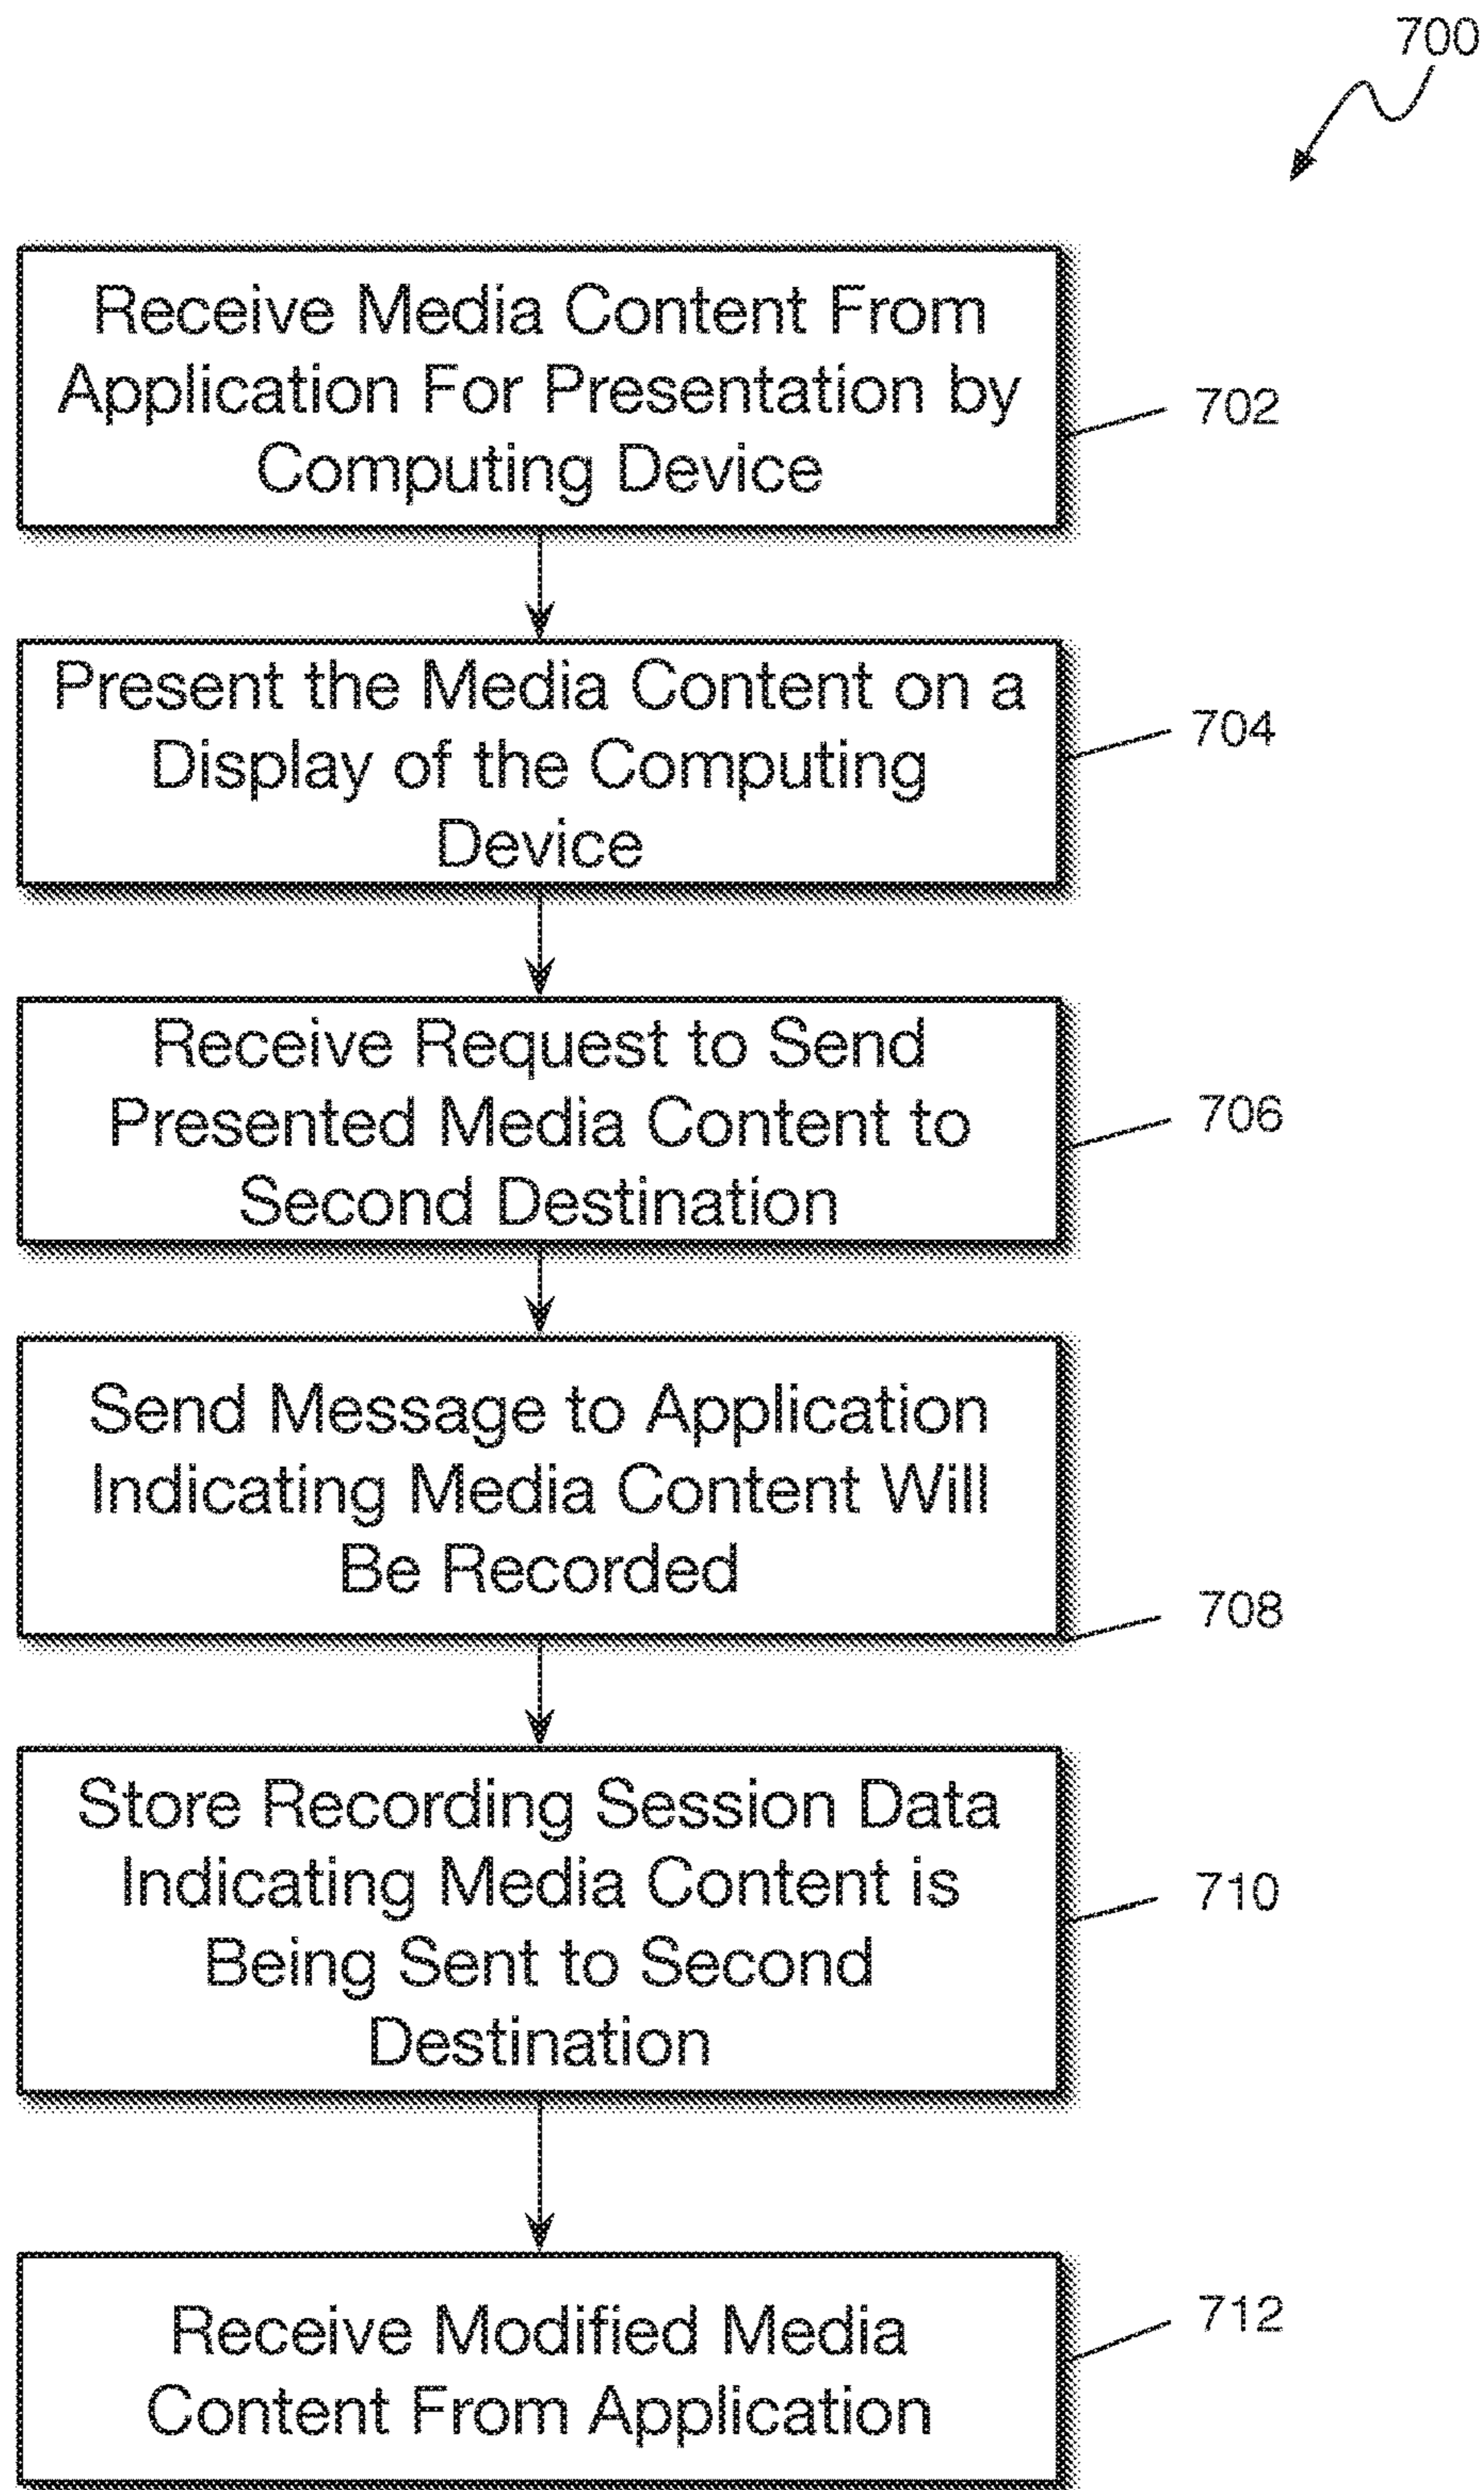 700
Receive Media Content From
Application For Presentation by
Computing Device
702
Present the Media Content on a
Display of the Computing
Device
704
Receive Request to Send
Presented Media Content to
Second Destination
706
Send Message to Application
Indicating Media Content Will
Be Recorded
708
Store Recording Session Data
Indicating Media Content is
Being Sent to Second
Destination
710
Receive Modified Media
Content From Application
712